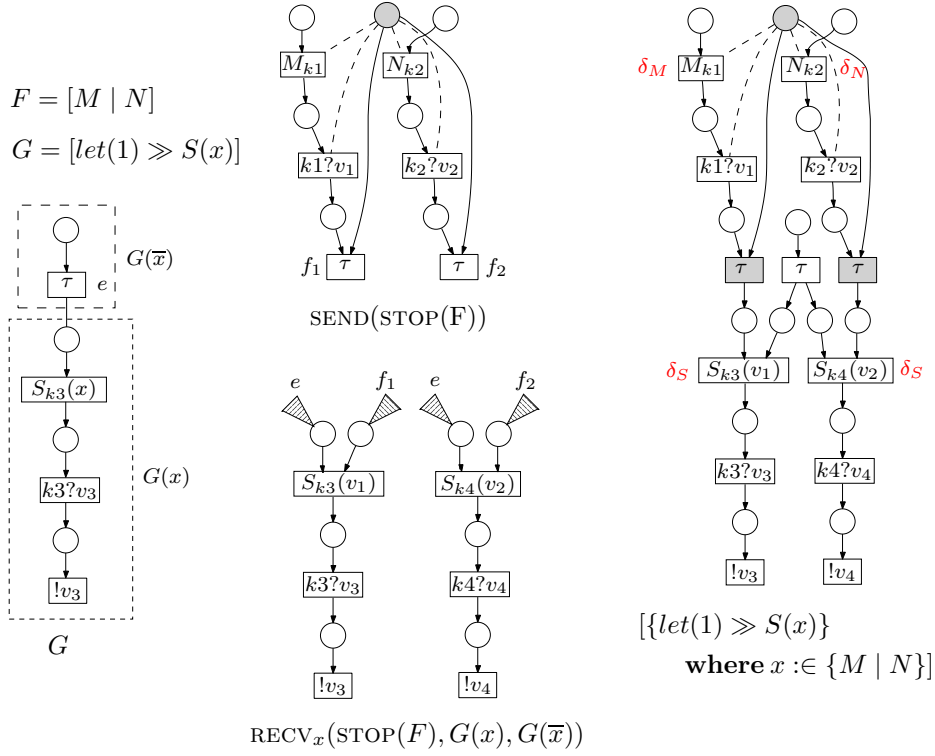 F = [M | N]
G = [let(1) ≫ S(x)]
G(x̅)
τ
e
S_{k3}(x)
G(x)
k3?v_3
!v_3
G
M_{k1}
N_{k2}
k1?v_1
k_2?v_2
f_1
τ
τ
f_2
SEND(STOP(F))
e
f_1
e
f_2
S_{k3}(v_1)
S_{k4}(v_2)
k3?v_3
k4?v_4
!v_3
!v_4
RECV_x(STOP(F), G(x), G(x̅))
δ_M
M_{k1}
N_{k2}
δ_N
k1?v_1
k_2?v_2
τ
τ
τ
δ_S
S_{k3}(v_1)
S_{k4}(v_2)
δ_S
k3?v_3
k4?v_4
!v_3
!v_4
[{let(1) ≫ S(x)}
where x :∈ {M | N}]